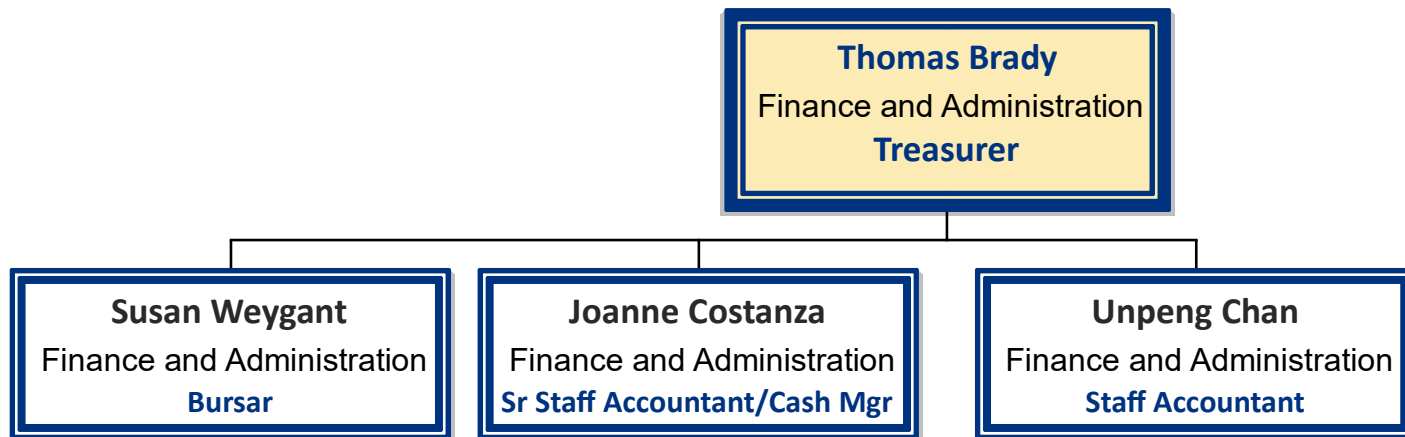 Thomas Brady
Finance and Administration
Treasurer
Susan Weygant
Finance and Administration
Bursar
Joanne Costanza
Finance and Administration
Sr Staff Accountant/Cash Mgr
Unpeng Chan
Finance and Administration
Staff Accountant